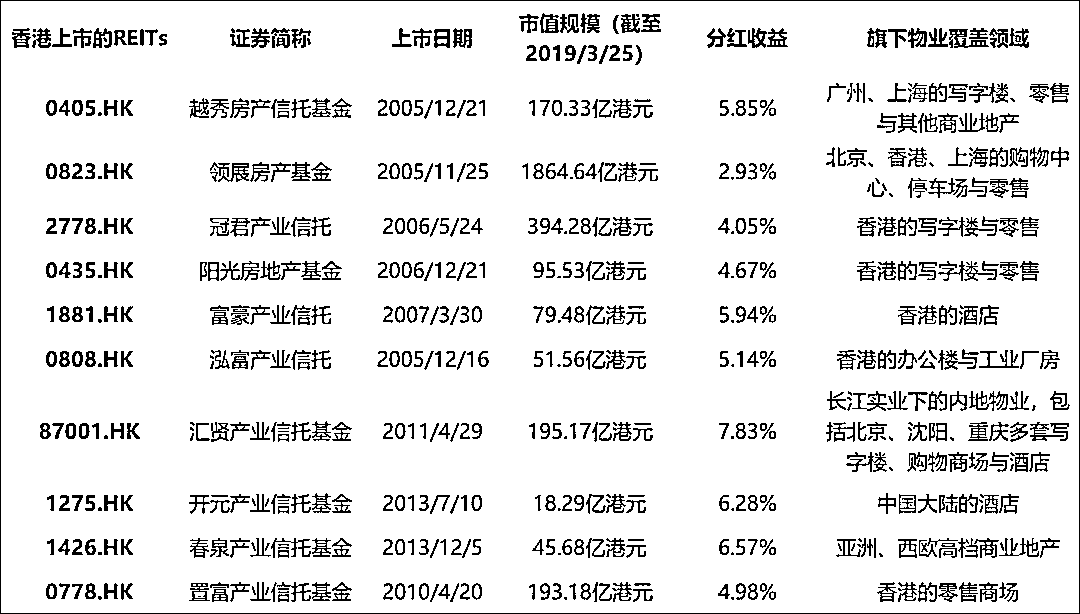 香港上市的REITs 证券简称 上市日期 市值规模（截至 分红收益 旗下物业覆盖领域
2019/3/25）
0405.HK 越秀房产信托基金 2005/12/21 170.33亿港元 5.85% 广州、上海的写字楼、零售
与其他商业地产
0823.HK 领展房产基金 2005/11/25 1864.64亿港元 2.93% 北京、香港、上海的购物中
心、停车场与零售
2778.HK 冠君产业信托 2006/5/24 394.28亿港元 4.05% 香港的写字楼与零售
0435.HK 阳光房地产基金 2006/12/21 95.53亿港元 4.67% 香港的写字楼与零售
1881.HK 富豪产业信托 2007/3/30 79.48亿港元 5.94% 香港的酒店
0808.HK 泓富产业信托 2005/12/16 51.56亿港元 5.14% 香港的办公楼与工业厂房
87001.HK 汇贤产业信托基金 2011/4/29 195.17亿港元 7.83% 长江实业下的内地物业，包
括北京、沈阳、重庆多套写
字楼、购物商场与酒店
1275.HK 开元产业信托基金 2013/7/10 18.29亿港元 6.28% 中国大陆的酒店
1426.HK 春泉产业信托基金 2013/12/5 45.68亿港元 6.57% 亚洲、西欧高档商业地产
0778.HK 置富产业信托基金 2010/4/20 193.18亿港元 4.98% 香港的零售商场